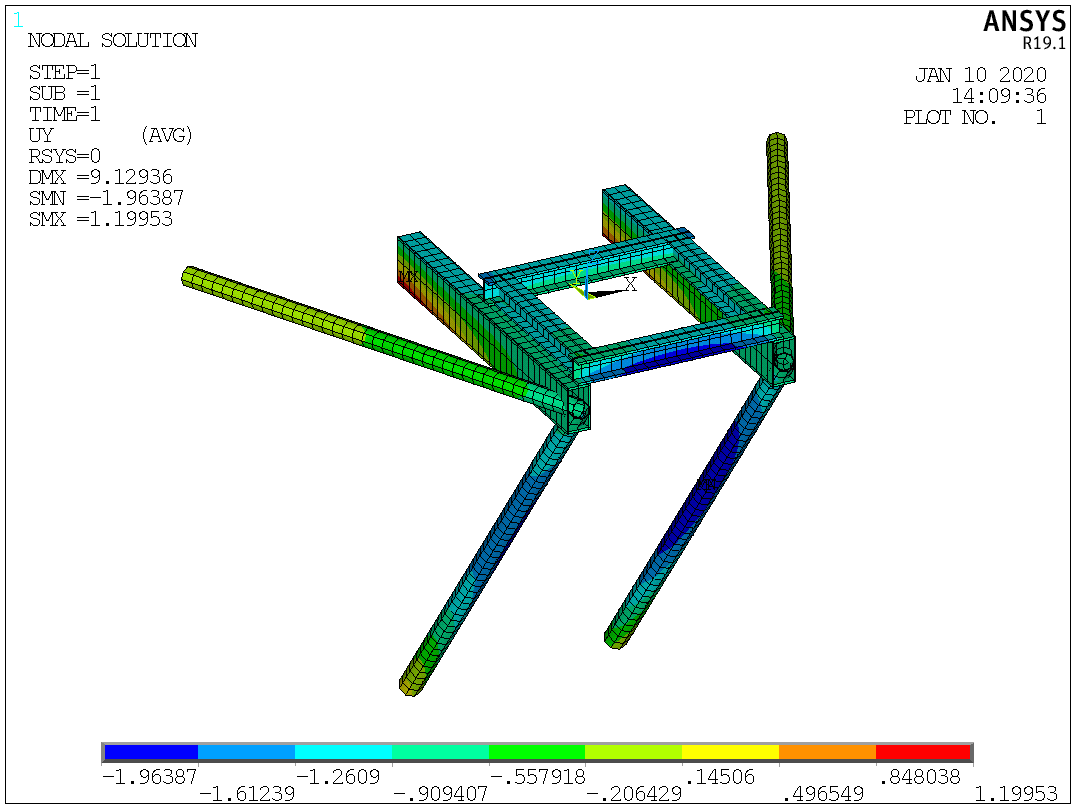 1
ANSYS
R19.1
NODAL SOLUTION
STEP=1
SUB =1
TIME=1
UY (AVG)
RSYS=0
DMX =9.12936
SMN =-1.96387
SMX =1.19953
JAN 10 2020
14:09:36
PLOT NO. 1
MX
Y
X
-1.96387 -1.2609 -.557918 .14506 .848038
-1.61239 -.909407 -.206429 .496549 1.19953